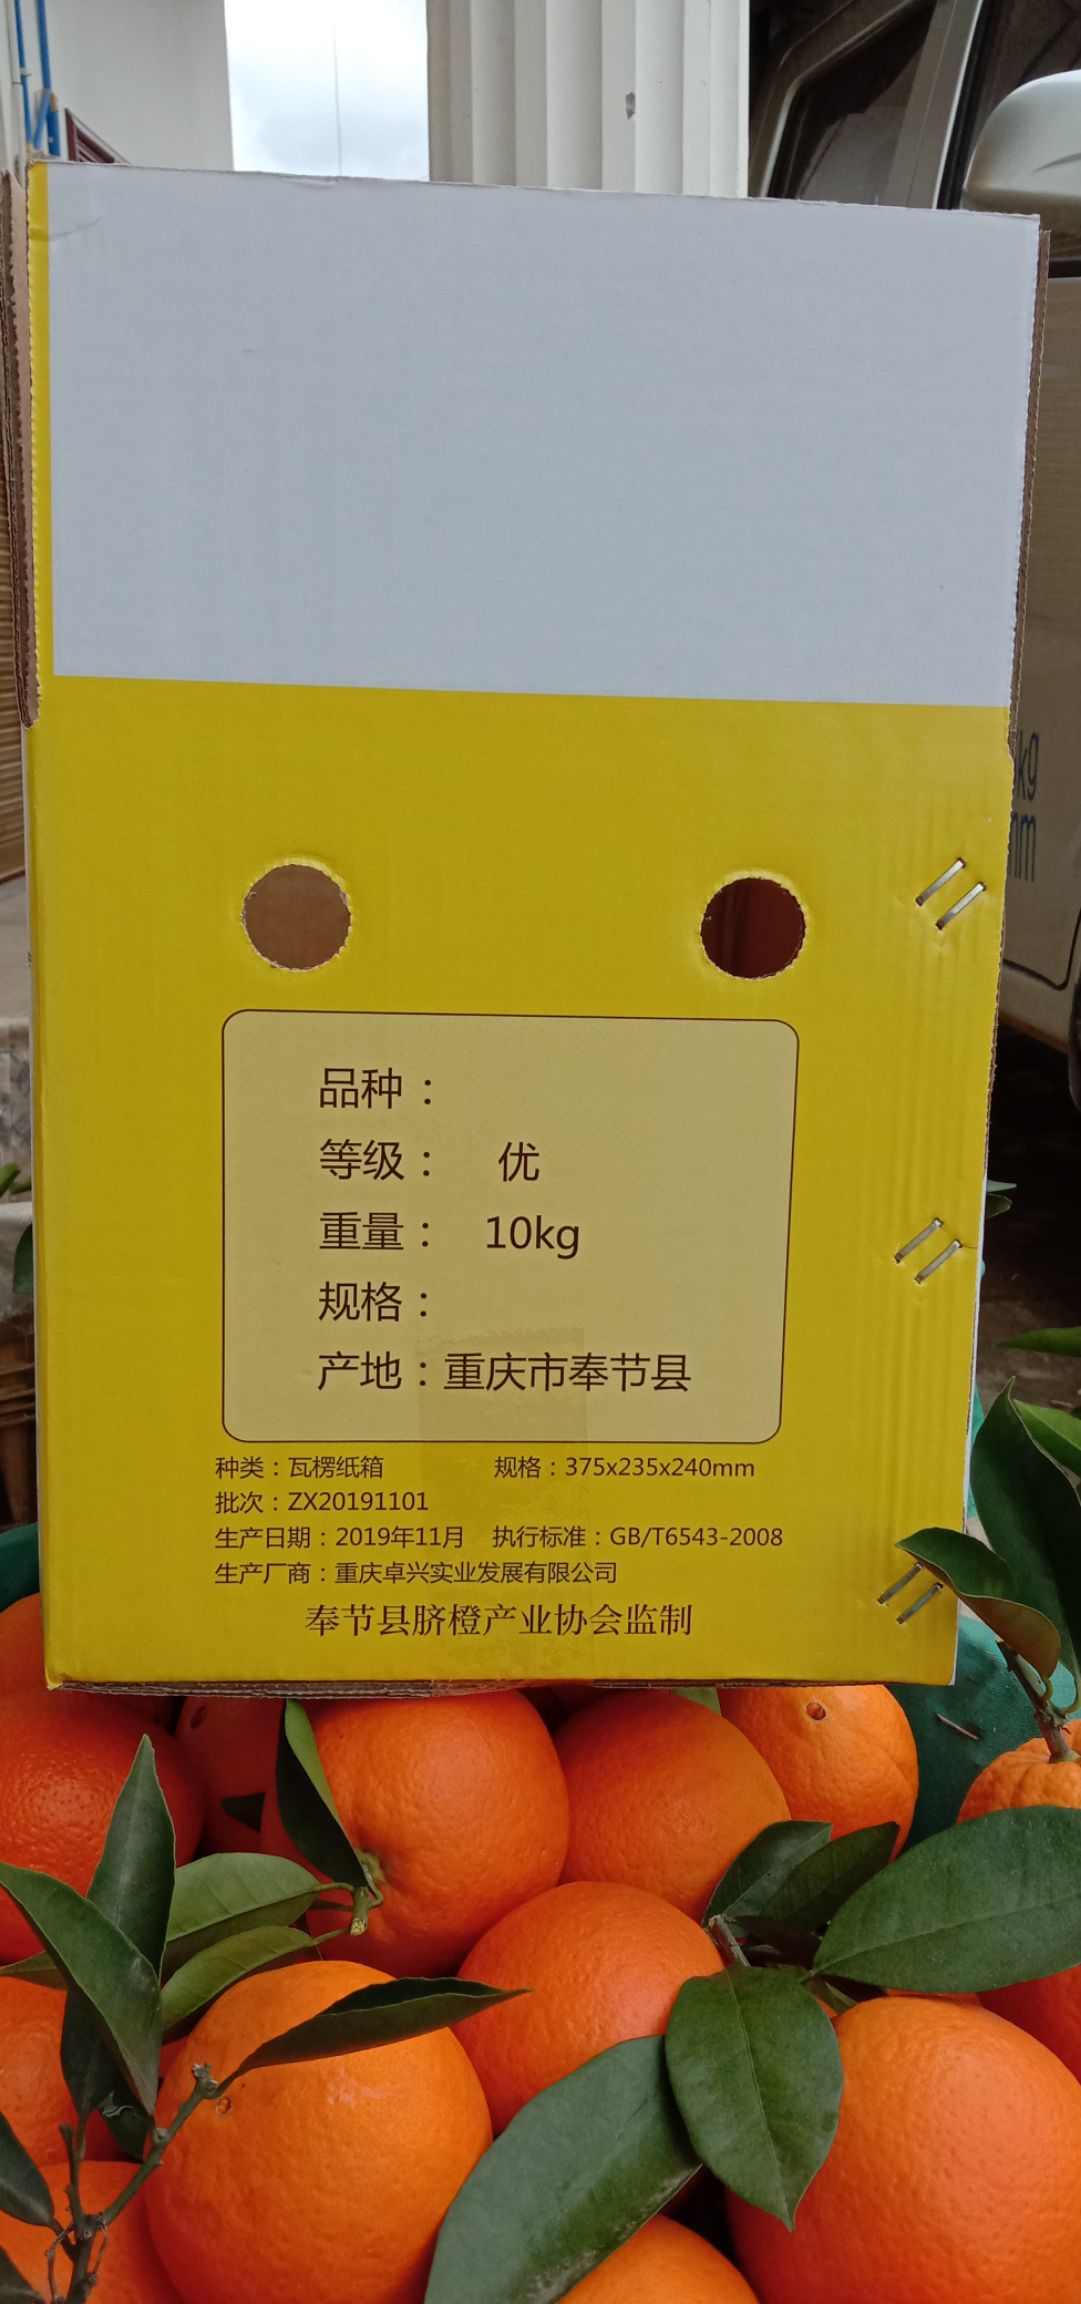 品种：
等级： 优
重量： 10kg
规格：
产地：重庆市奉节县
种类：瓦楞纸箱 规格：375x235x240mm
批次：ZX20191101
生产日期：2019年11月 执行标准：GB/T6543-2008
生产厂商：重庆卓兴实业发展有限公司
奉节县脐橙产业协会监制
kg
mm